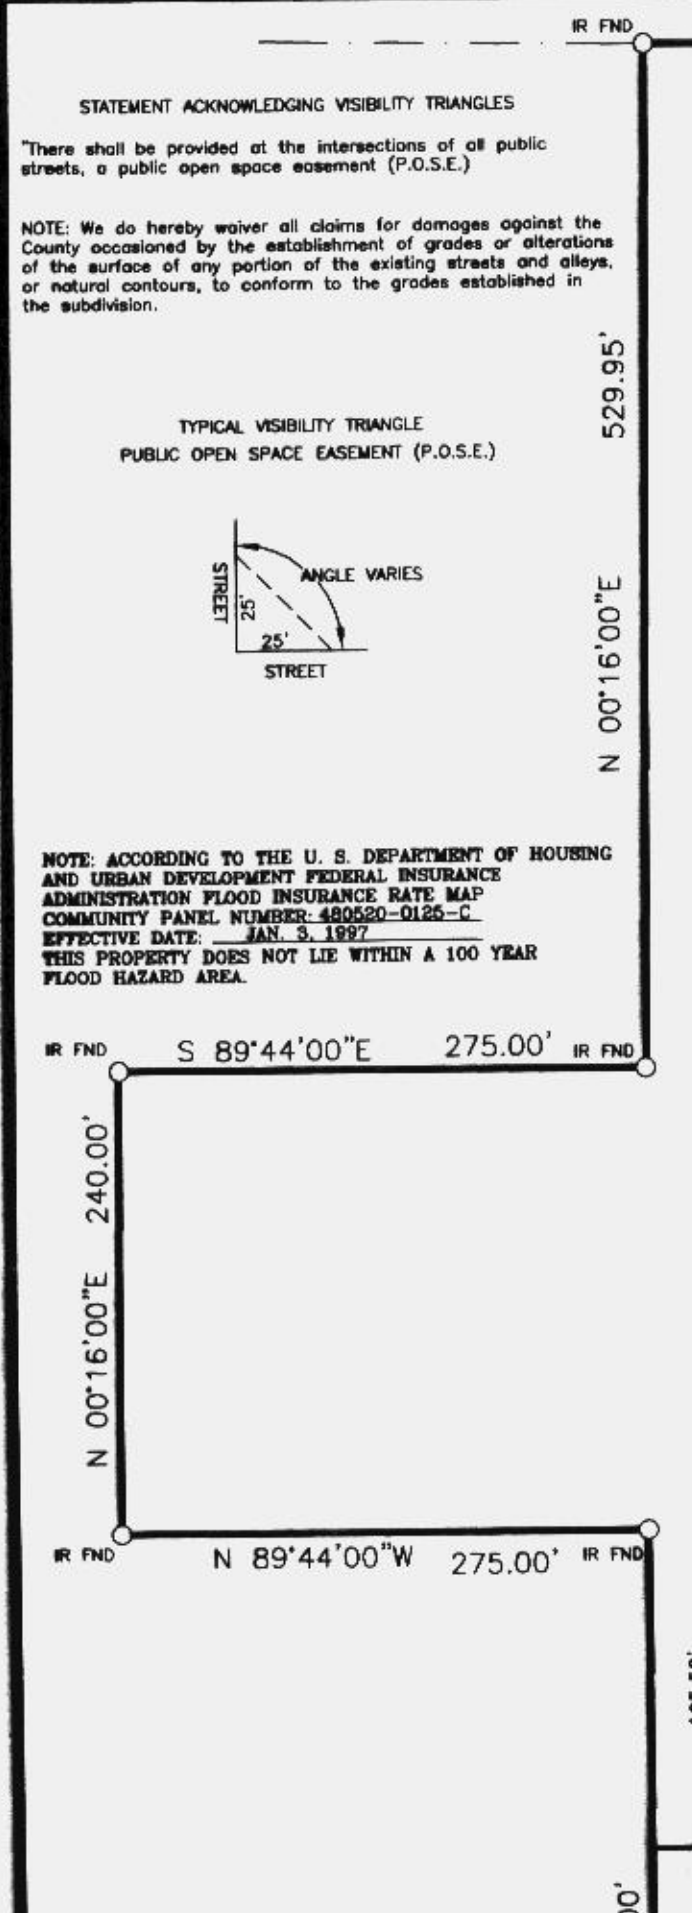 IR FND
STATEMENT ACKNOWLEDGING VISIBILITY TRIANGLES
"There shall be provided at the intersections of all public
streets, a public open space easement (P.O.S.E.)
NOTE: We do hereby waiver all claims for damages against the
County occasioned by the establishment of grades or alterations
of the surface of any portion of the existing streets and alleys,
or natural contours, to conform to the grades established in
the subdivision.
529.95'
N 00°16'00"E
TYPICAL VISIBILITY TRIANGLE
PUBLIC OPEN SPACE EASEMENT (P.O.S.E.)
STREET
25'
ANGLE VARIES
25'
STREET
NOTE: ACCORDING TO THE U. S. DEPARTMENT OF HOUSING
AND URBAN DEVELOPMENT FEDERAL INSURANCE
ADMINISTRATION FLOOD INSURANCE RATE MAP
COMMUNITY PANEL NUMBER: 480520-0125-C
EFFECTIVE DATE: JAN. 3, 1997
THIS PROPERTY DOES NOT LIE WITHIN A 100 YEAR
FLOOD HAZARD AREA.
IR FND S 89°44'00"E 275.00' IR FND
N 00°16'00"E 240.00'
IR FND N 89°44'00"W 275.00' IR FND